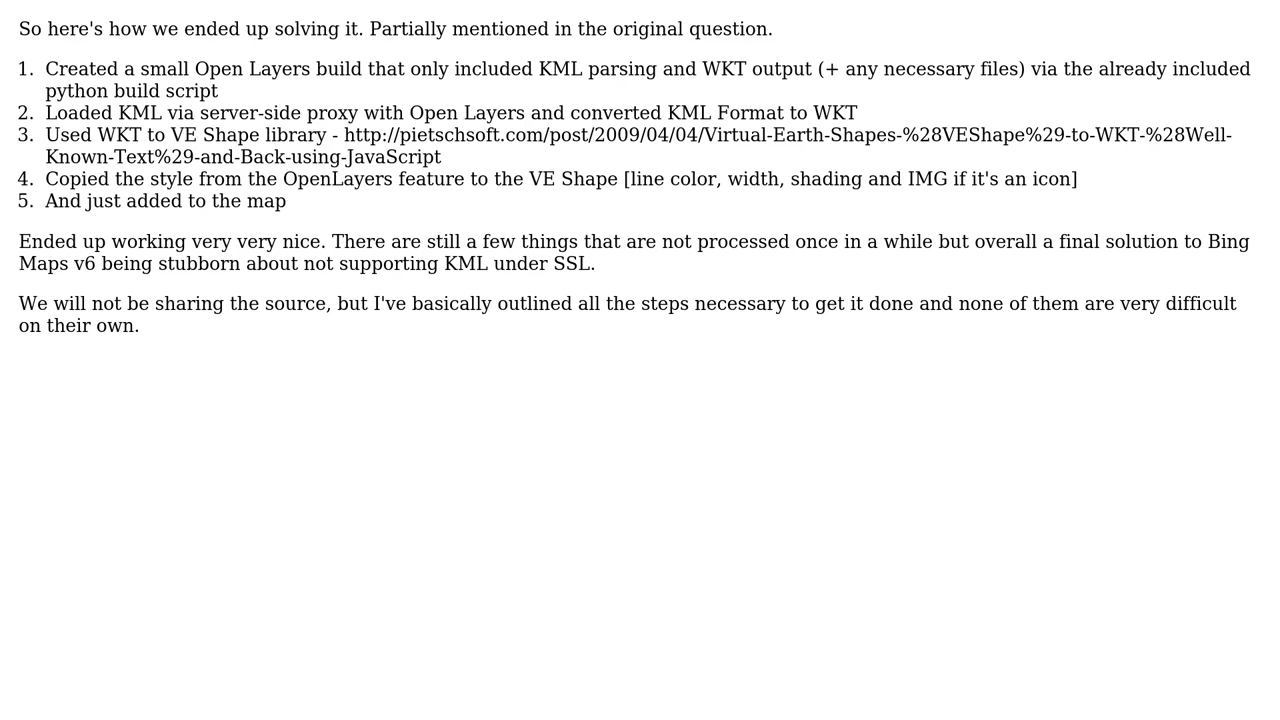 So here's how we ended up solving it. Partially mentioned in the original question.
1. Created a small Open Layers build that only included KML parsing and WKT output (+ any necessary files) via the already included
python build script
2. Loaded KML via server-side proxy with Open Layers and converted KML Format to WKT
3. Used WKT to VE Shape library - http://pietschsoft.com/post/2009/04/04/Virtual-Earth-Shapes-%28VEShape%29-to-WKT-%28Well-
Known-Text%29-and-Back-using-JavaScript
4. Copied the style from the OpenLayers feature to the VE Shape [line color, width, shading and IMG if it's an icon]
5. And just added to the map
Ended up working very very nice. There are still a few things that are not processed once in a while but overall a final solution to Bing
Maps v6 being stubborn about not supporting KML under SSL.
We will not be sharing the source, but I've basically outlined all the steps necessary to get it done and none of them are very difficult
on their own.